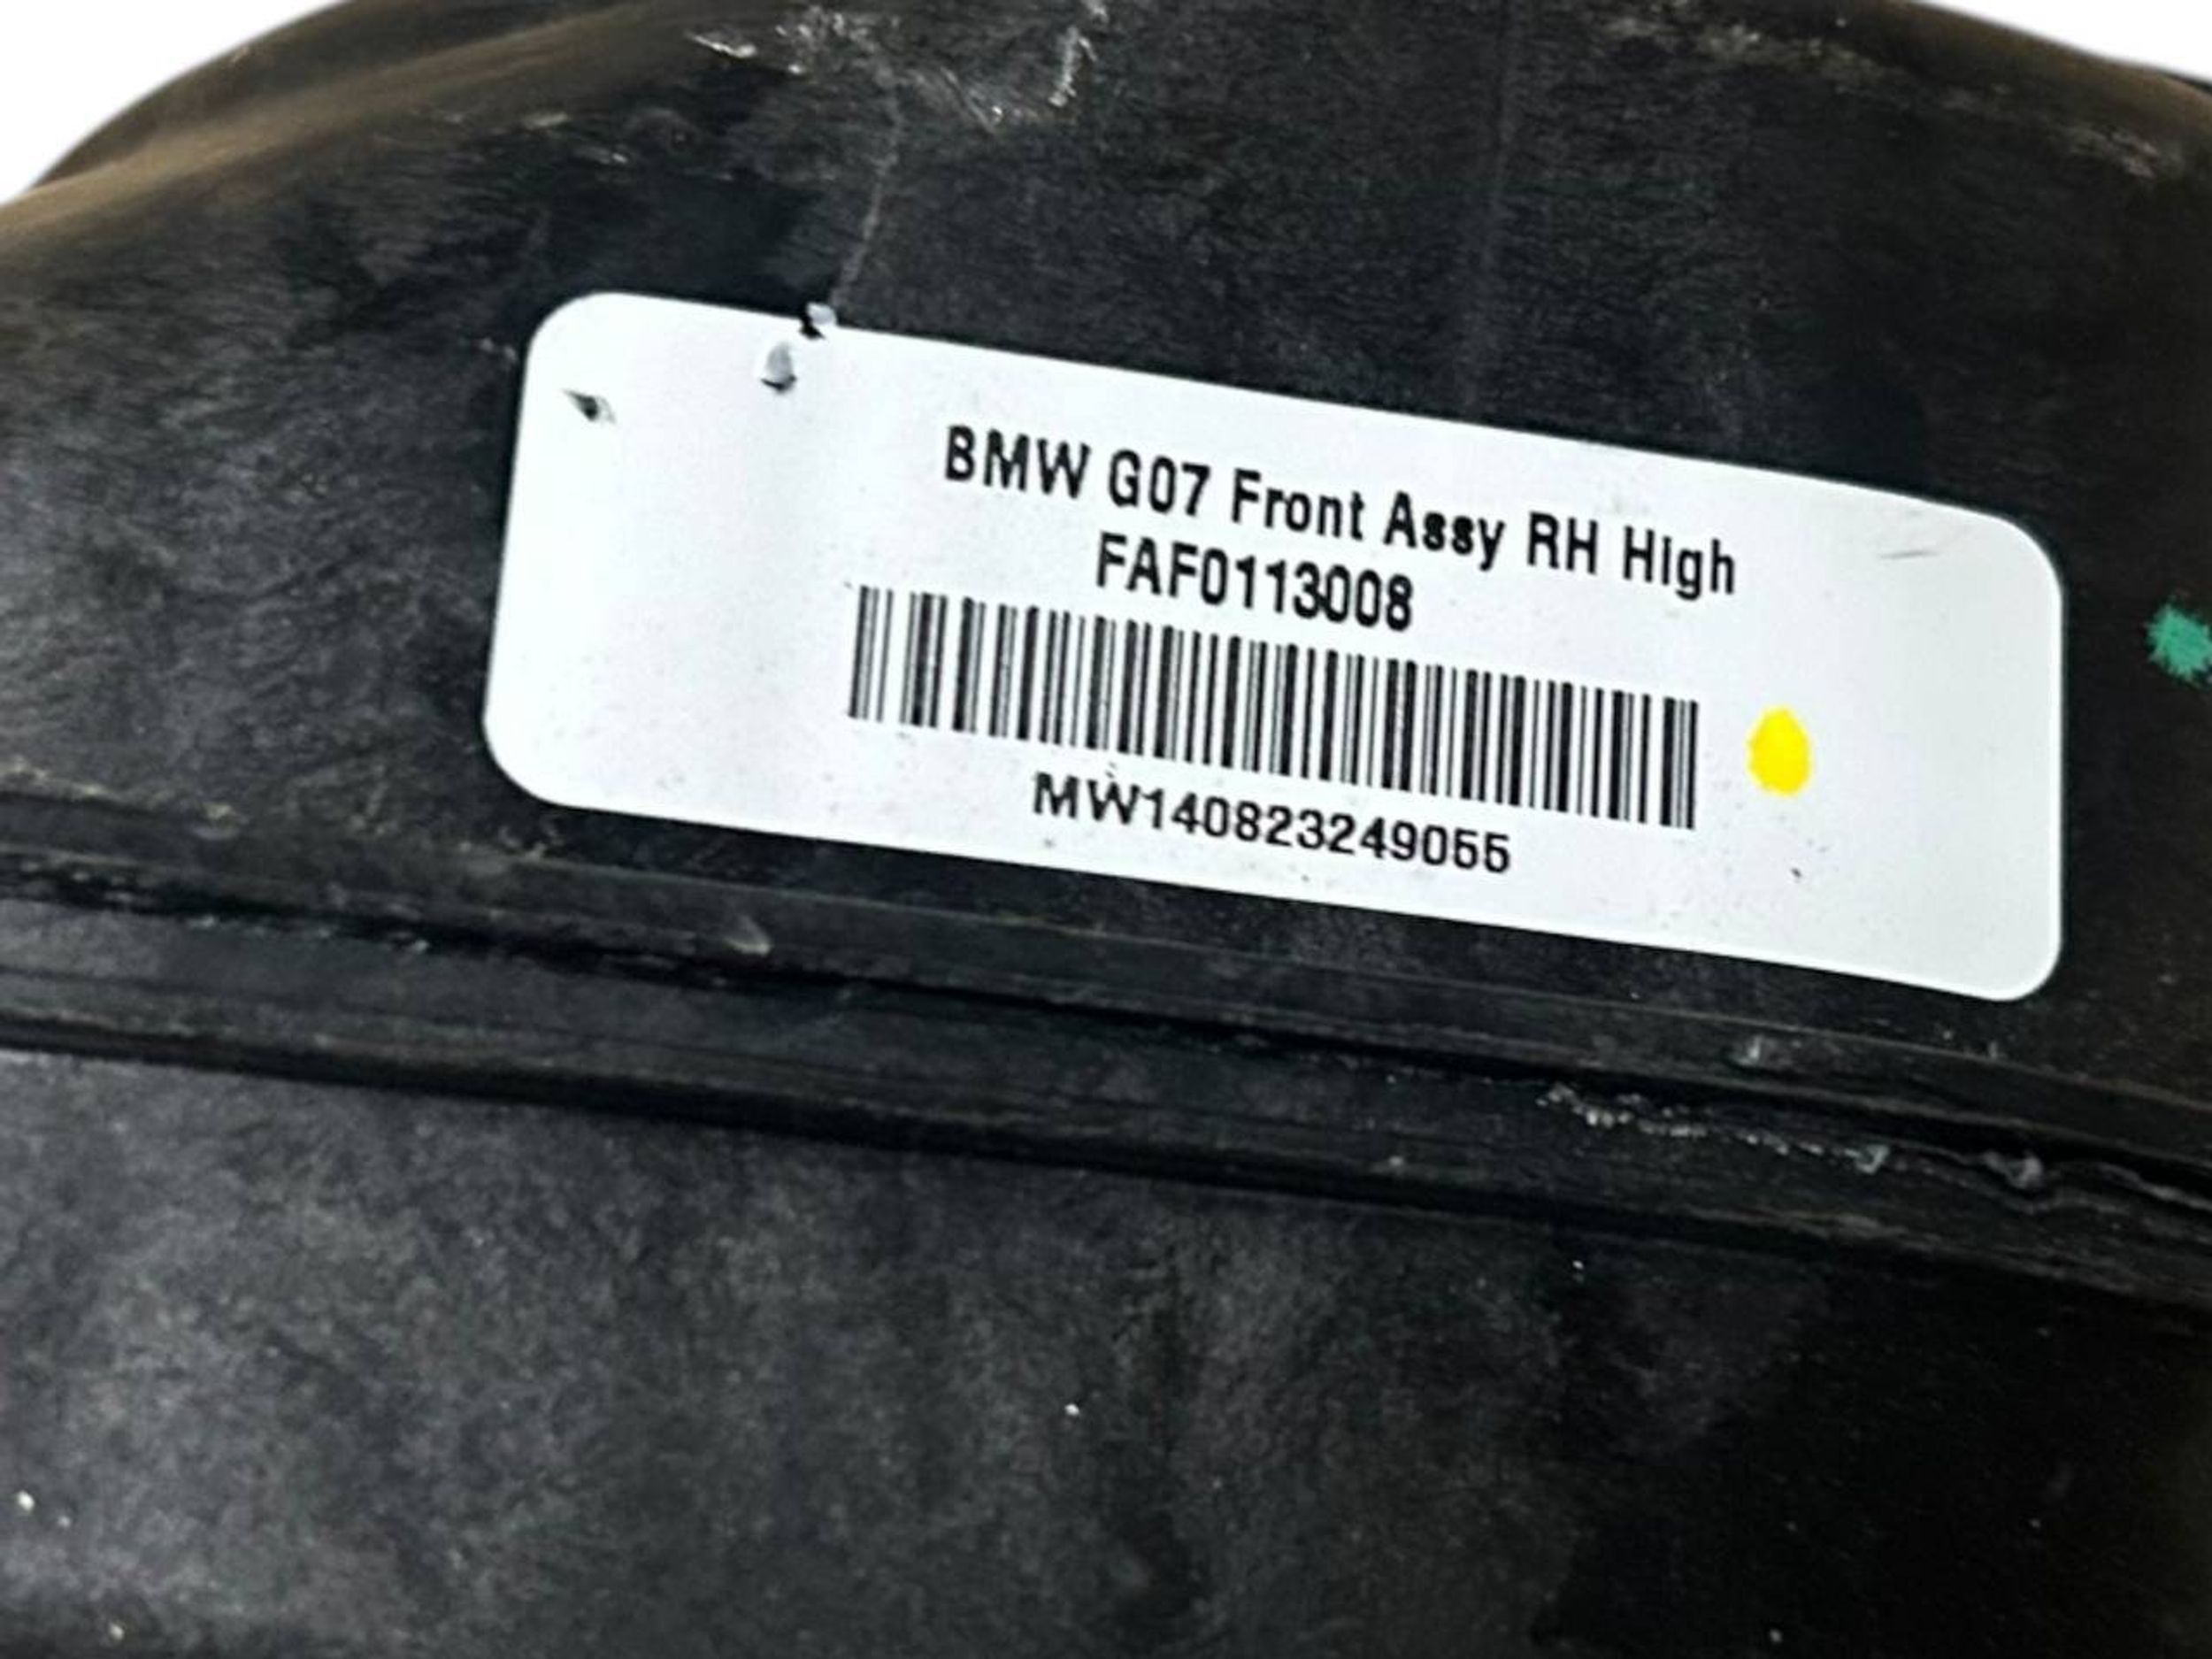 BMW G07 Front Assy RH High
FAF0113008
MW140823249055